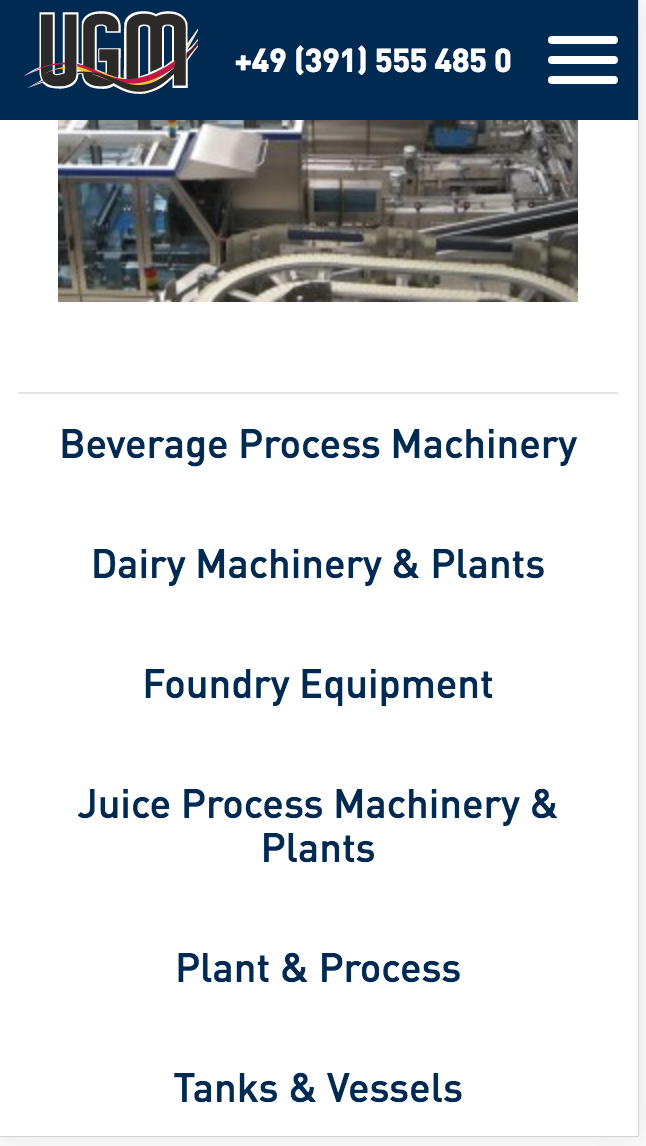 UGM
+49 (391) 555 485 0
Beverage Process Machinery
Dairy Machinery & Plants
Foundry Equipment
Juice Process Machinery &
Plants
Plant & Process
Tanks & Vessels